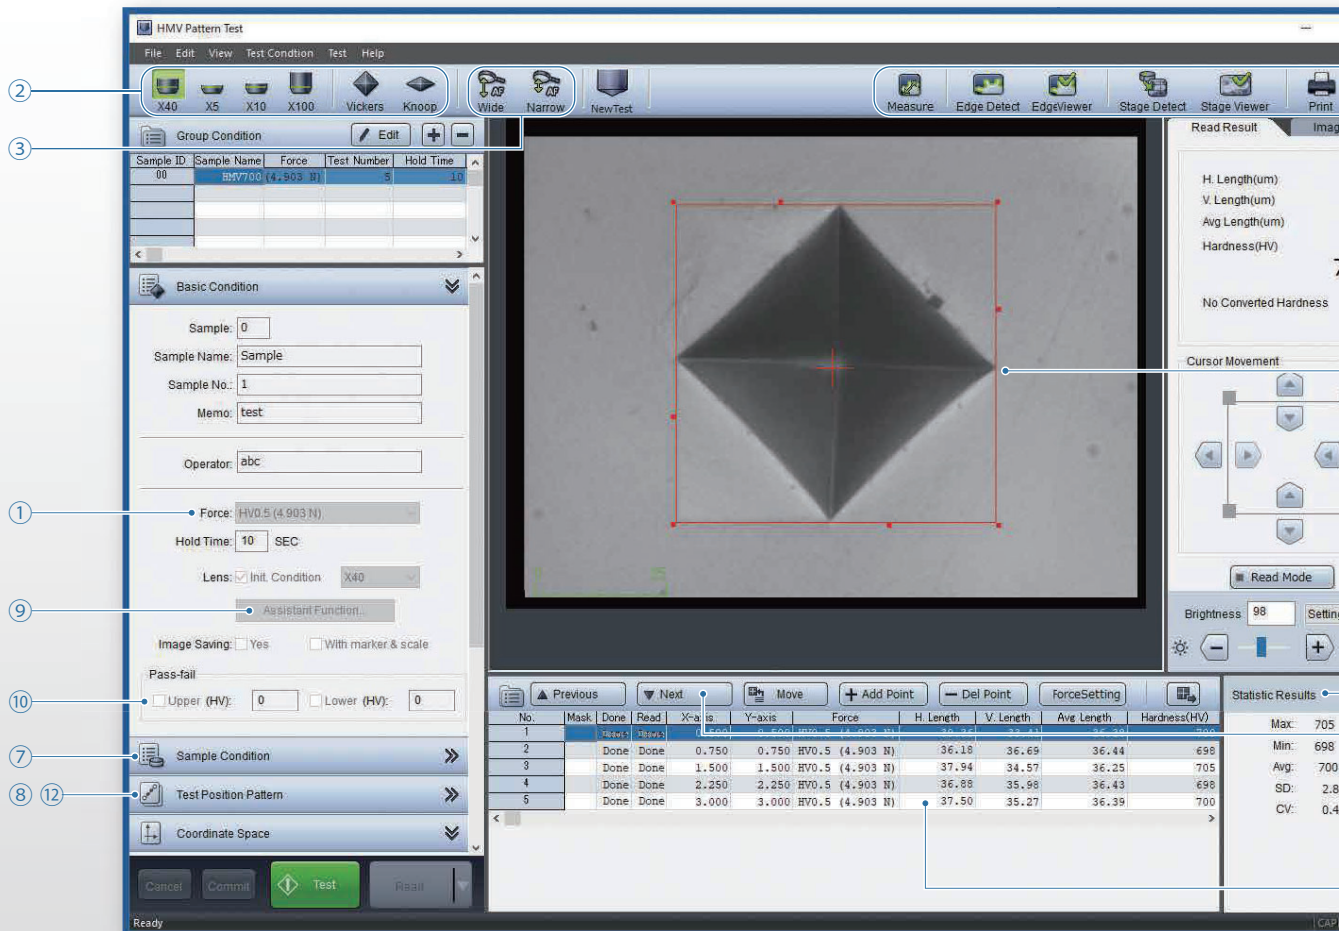 HMV Pattern Test
File Edit View Test Condtion Test Help
②
X40 X5 X10 X100 Vickers Knoop Wide Narrow NewTest Measure Edge Detect EdgeViewer Stage Detect Stage Viewer Print
③
Group Condition Edit
Read Result Imag
Sample ID Sample Name Force Test Number Hold Time
00 HMV700 (4.903 N) 5 10
H. Length(um)
V. Length(um)
Avg Length(um)
Hardness(HV)
7
No Converted Hardness
Basic Condition
Sample: 0
Sample Name: Sample
Sample No.: 1
Memo: test
Operator: abc
Cursor Movement
① Force: HV0.5 (4.903 N)
Hold Time: 10 SEC
Lens: Init. Condition X40
⑨ Assistant Function...
Image Saving: Yes With marker & scale
Pass-fail
⑩ Upper (HV): 0 Lower (HV): 0
0 25
Read Mode
Brightness 98 Setting
⑦ Sample Condition
⑧ ⑫ Test Position Pattern
Coordinate Space
Previous Next Move + Add Point — Del Point ForceSetting
No. Mask Done Read X-axis Y-axis Force H. Length V. Length Avg Length Hardness(HV)
1 700
2 Done Done 0.750 0.750 HV0.5 (4.903 N) 36.18 36.69 36.44 698
3 Done Done 1.500 1.500 HV0.5 (4.903 N) 37.94 34.57 36.25 705
4 Done Done 2.250 2.250 HV0.5 (4.903 N) 36.88 35.98 36.43 698
5 Done Done 3.000 3.000 HV0.5 (4.903 N) 37.50 35.27 36.39 700
Statistic Results
Max: 705
Min: 698
Avg: 700
SD: 2.8
CV: 0.4
Cancel Commit Test Read
Ready CAP